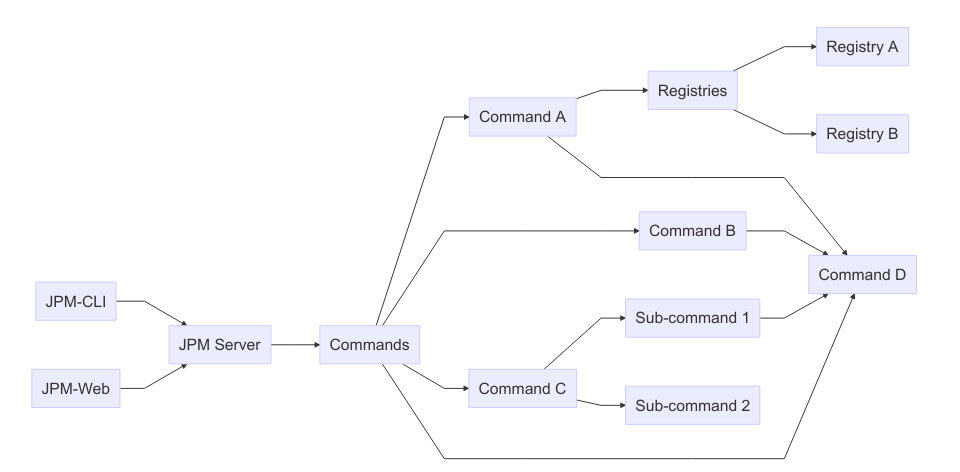 JPM-CLI
JPM-Web
JPM Server
Commands
Command A
Command B
Command C
Registries
Sub-command 1
Sub-command 2
Registry A
Registry B
Command D